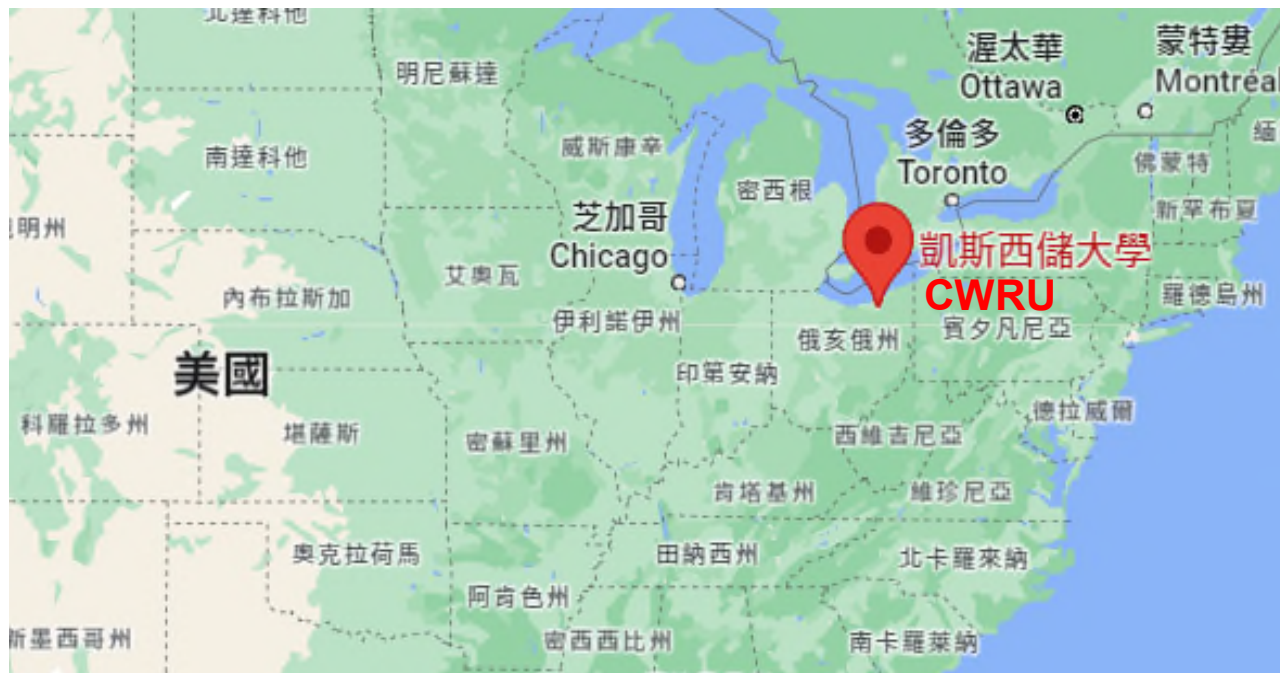 北達科他
渥太華
Ottawa
蒙特婁
Montréal
明尼蘇達
多倫多
Toronto
緬
威斯康辛
南達科他
佛蒙特
密西根
新罕布夏
芝加哥
Chicago
明州
凱斯西儲大學
CWRU
艾奧瓦
內布拉斯加
羅德島州
伊利諾伊州
俄亥俄州
賓夕凡尼亞
美國
印第安納
科羅拉多州
堪薩斯
密蘇里州
西維吉尼亞
德拉威爾
肯塔基州
維珍尼亞
奧克拉荷馬
田納西州
北卡羅來納
阿肯色州
新墨西哥州
密西西比州
南卡羅萊納